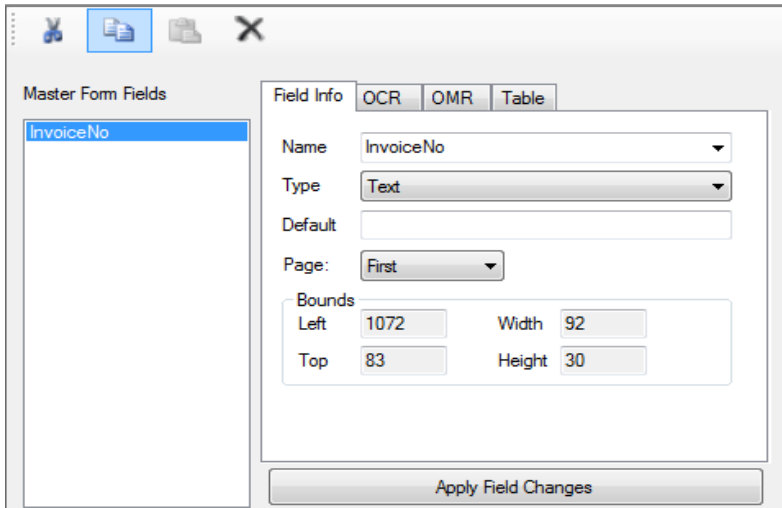 Master Form Fields
InvoiceNo
Field Info OCR OMR Table
Name InvoiceNo
Type Text
Default
Page: First
Bounds
Left 1072 Width 92
Top 83 Height 30
Apply Field Changes